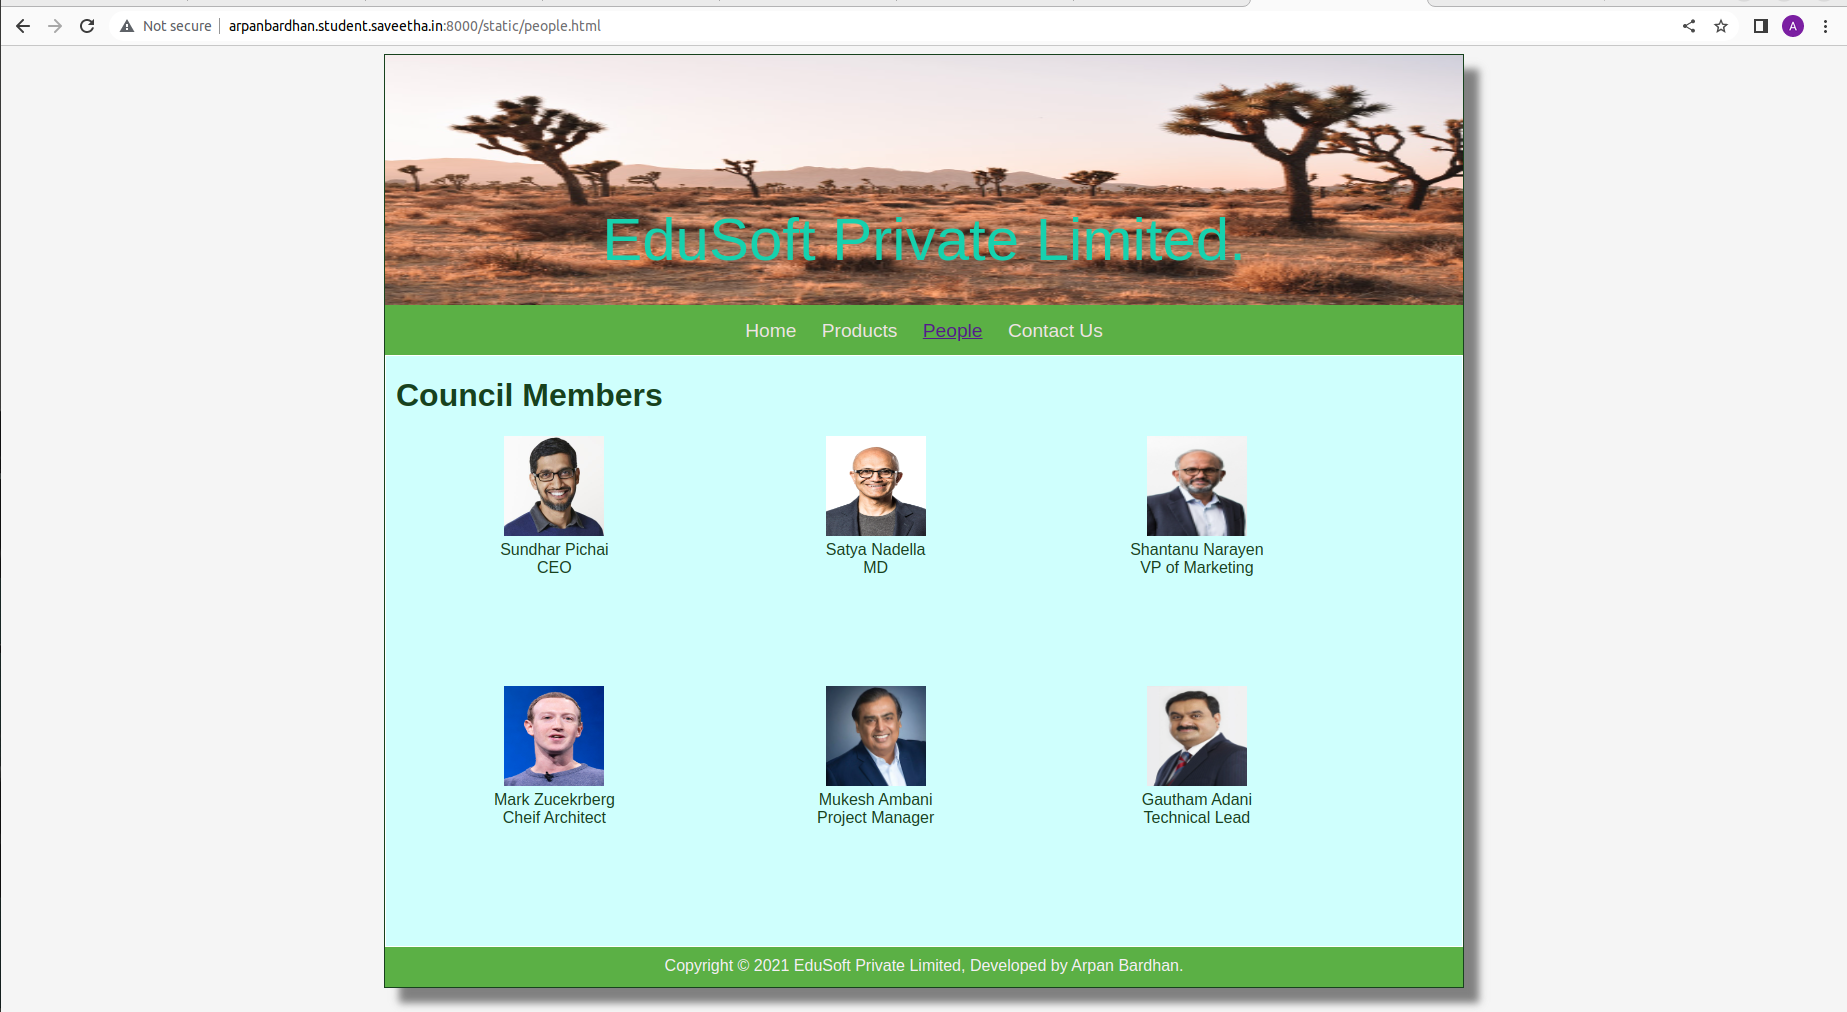 Not secure
arpanbardhan.student.saveetha.in:8000/static/people.html
A
EduSoft Private Limited.
Home Products People Contact Us
Council Members
Sundhar Pichai
CEO
Satya Nadella
MD
Shantanu Narayen
VP of Marketing
Mark Zucekrberg
Cheif Architect
Mukesh Ambani
Project Manager
Gautham Adani
Technical Lead
Copyright © 2021 EduSoft Private Limited, Developed by Arpan Bardhan.